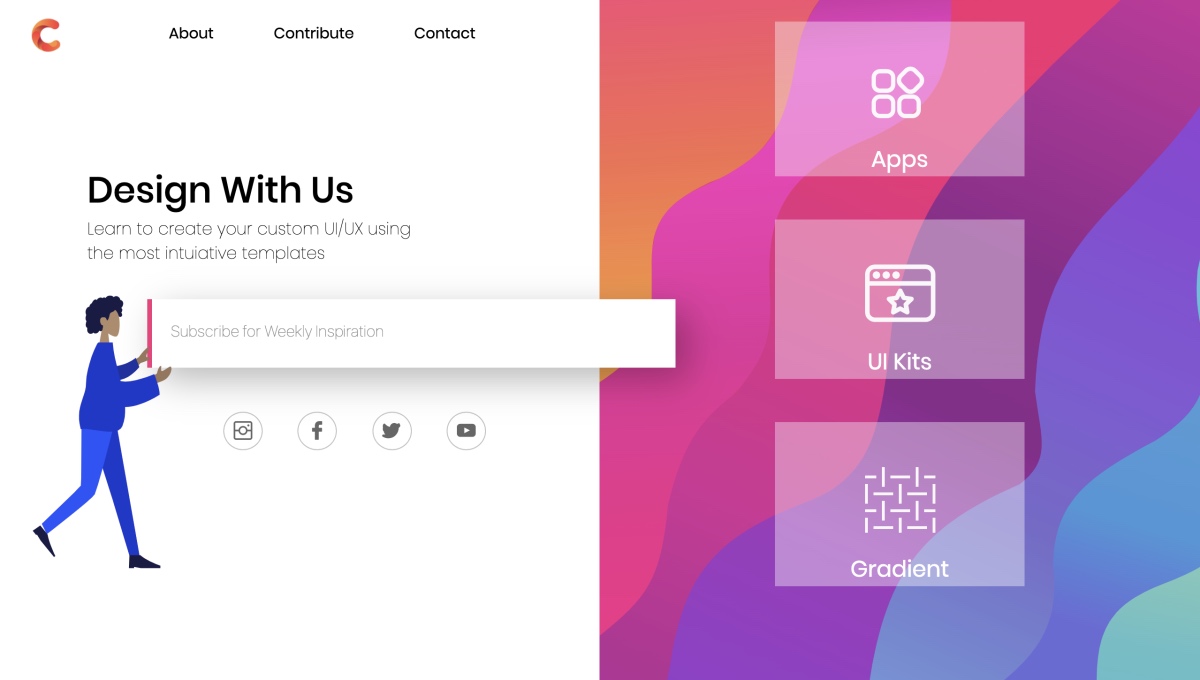 C
About
Contribute
Contact
Design With Us
Learn to create your custom UI/UX using
the most intuiative templates
Subscribe for Weekly Inspiration
Apps
UI Kits
Gradient